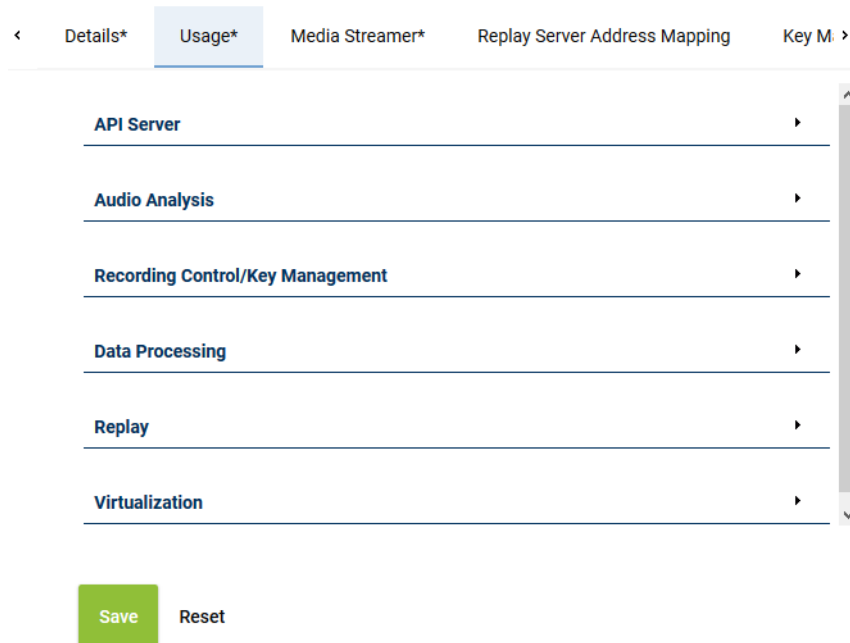 Details* Usage* Media Streamer* Replay Server Address Mapping Key M
API Server
Audio Analysis
Recording Control/Key Management
Data Processing
Replay
Virtualization
Save Reset